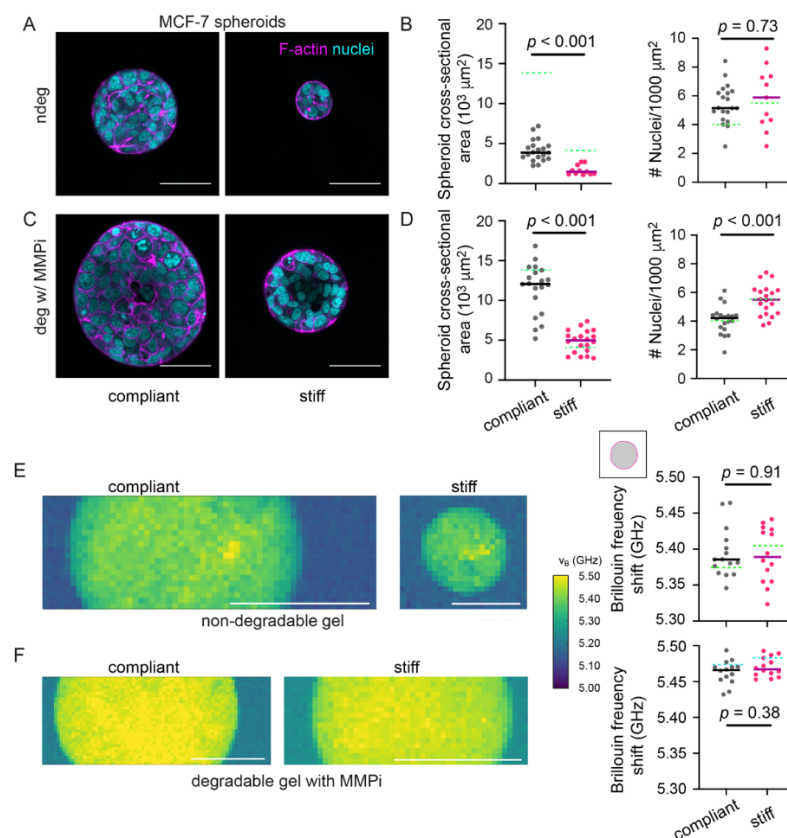 MCF-7 spheroids
A
F-actin nuclei
ndeg
B
Spheroid cross-sectional
area (10³ μm²)
20
15
10
5
0
p < 0.001
# Nuclei/1000 μm²
10
8
6
4
2
0
p = 0.73
C
deg w/ MMPi
compliant
stiff
D
Spheroid cross-sectional
area (10³ μm²)
20
15
10
5
0
p < 0.001
compliant
stiff
# Nuclei/1000 μm²
10
8
6
4
2
0
p < 0.001
compliant
stiff
E
compliant
stiff
non-degradable gel
νB (GHz)
5.50
5.40
5.30
5.20
5.10
5.00
Brillouin freuency
shift (GHz)
5.50
5.45
5.40
5.35
5.30
p = 0.91
F
compliant
stiff
degradable gel with MMPi
Brillouin freuency
shift (GHz)
5.50
5.45
5.40
5.35
5.30
p = 0.38
compliant
stiff